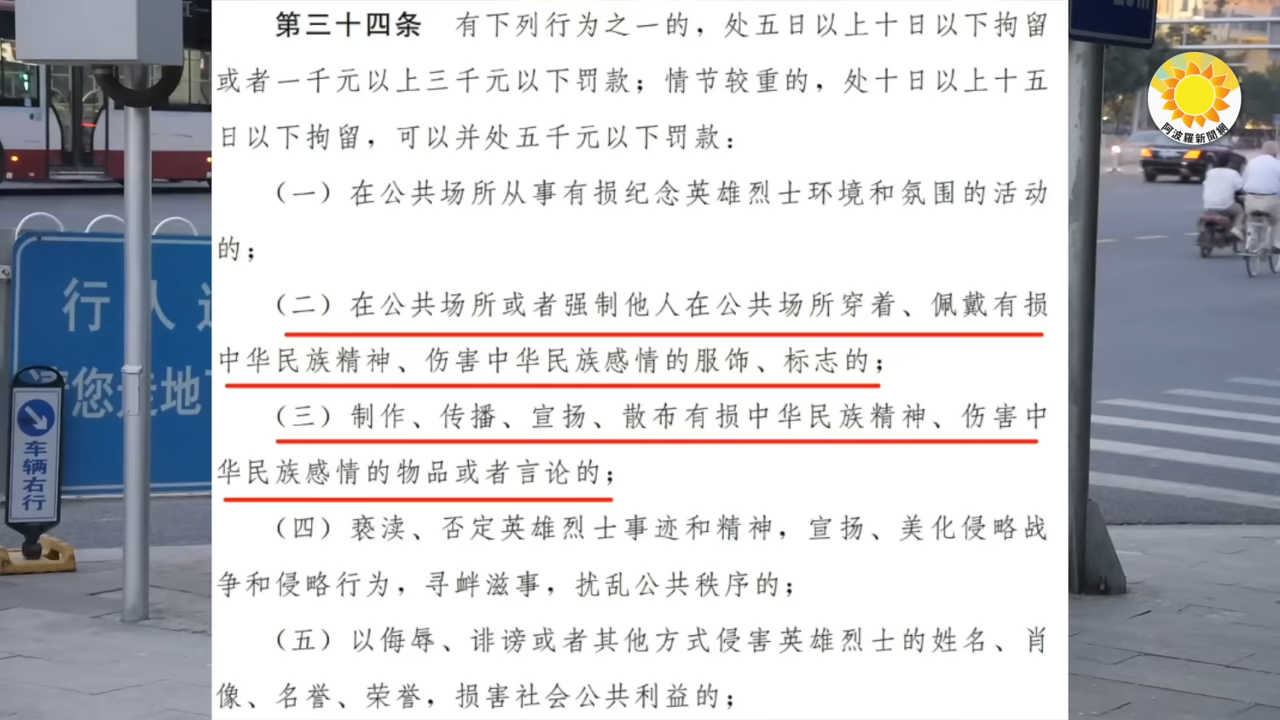 第三十四条 有下列行为之一的，处五日以上十日以下拘留
或者一千元以上三千元以下罚款；情节较重的，处十日以上十五
日以下拘留，可以并处五千元以下罚款：
（一）在公共场所从事有损纪念英雄烈士环境和氛围的活动
的；
（二）在公共场所或者强制他人在公共场所穿着、佩戴有损
中华民族精神、伤害中华民族感情的服饰、标志的；
（三）制作、传播、宣扬、散布有损中华民族精神、伤害中
华民族感情的物品或者言论的；
（四）亵渎、否定英雄烈士事迹和精神，宣扬、美化侵略战
争和侵略行为，寻衅滋事，扰乱公共秩序的；
（五）以侮辱、诽谤或者其他方式侵害英雄烈士的姓名、肖
像、名誉、荣誉，损害社会公共利益的；
阿波羅新聞網
行人
您走地
车辆右行